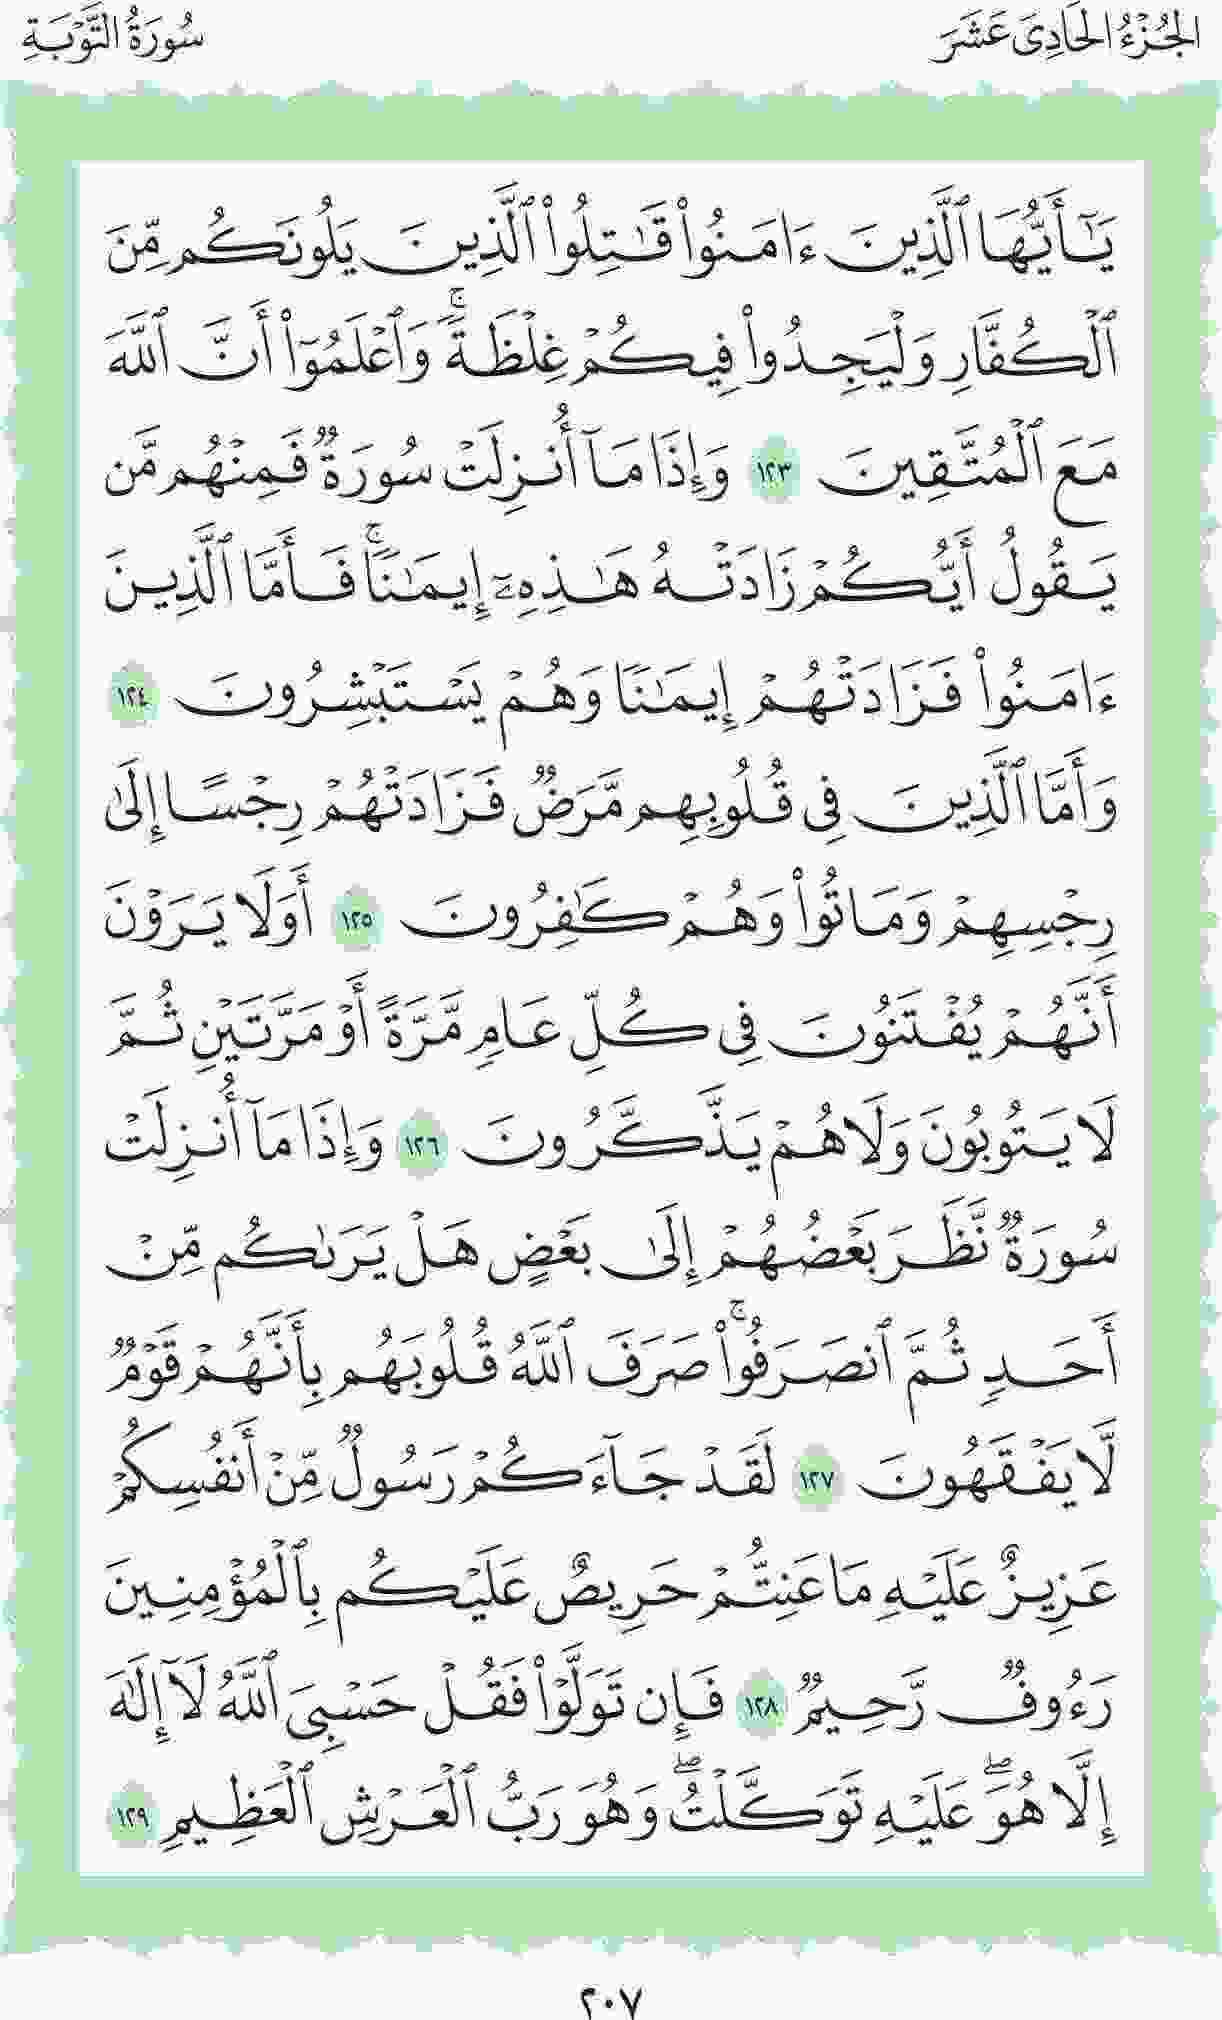 الجُزْءُ الحَادِىَ عَشَرَ
سُورَةُ التَّوْبَةِ
يَـٰٓأَيُّهَا ٱلَّذِينَ ءَامَنُوا۟ قَـٰتِلُوا۟ ٱلَّذِينَ يَلُونَكُم مِّنَ
ٱلْكُفَّارِ وَلْيَجِدُوا۟ فِيكُمْ غِلْظَةًۚ وَٱعْلَمُوٓا۟ أَنَّ ٱللَّهَ
مَعَ ٱلْمُتَّقِينَ ١٢٣ وَإِذَا مَآ أُنزِلَتْ سُورَةٌ فَمِنْهُم مَّن
يَقُولُ أَيُّكُمْ زَادَتْهُ هَـٰذِهِۦٓ إِيمَـٰنًاۚ فَأَمَّا ٱلَّذِينَ
ءَامَنُوا۟ فَزَادَتْهُمْ إِيمَـٰنًا وَهُمْ يَسْتَبْشِرُونَ ١٢٤
وَأَمَّا ٱلَّذِينَ فِى قُلُوبِهِم مَّرَضٌ فَزَادَتْهُمْ رِجْسًا إِلَىٰ
رِجْسِهِمْ وَمَاتُوا۟ وَهُمْ كَـٰفِرُونَ ١٢٥ أَوَلَا يَرَوْنَ
أَنَّهُمْ يُفْتَنُونَ فِى كُلِّ عَامٍ مَّرَّةً أَوْ مَرَّتَيْنِ ثُمَّ
لَا يَتُوبُونَ وَلَا هُمْ يَذَّكَّرُونَ ١٢٦ وَإِذَا مَآ أُنزِلَتْ
سُورَةٌ نَّظَرَ بَعْضُهُمْ إِلَىٰ بَعْضٍ هَلْ يَرَىٰكُم مِّنْ
أَحَدٍ ثُمَّ ٱنصَرَفُوا۟ۚ صَرَفَ ٱللَّهُ قُلُوبَهُم بِأَنَّهُمْ قَوْمٌ
لَّا يَفْقَهُونَ ١٢٧ لَقَدْ جَآءَكُمْ رَسُولٌ مِّنْ أَنفُسِكُمْ
عَزِيزٌ عَلَيْهِ مَا عَنِتُّمْ حَرِيصٌ عَلَيْكُم بِٱلْمُؤْمِنِينَ
رَءُوفٌ رَّحِيمٌ ١٢٨ فَإِن تَوَلَّوْا۟ فَقُلْ حَسْبِىَ ٱللَّهُ لَآ إِلَـٰهَ
إِلَّا هُوَۖ عَلَيْهِ تَوَكَّلْتُۖ وَهُوَ رَبُّ ٱلْعَرْشِ ٱلْعَظِيمِ ١٢٩
٢٠٧